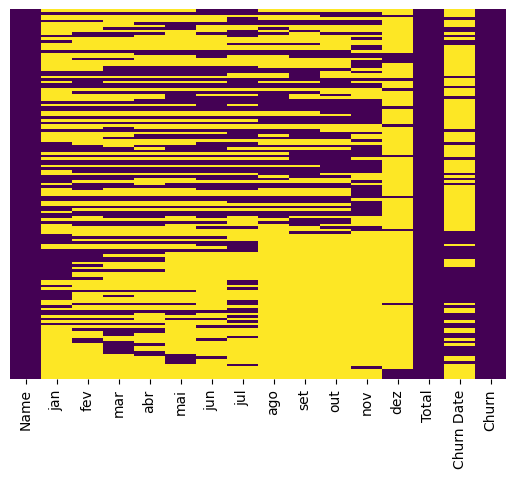 Name
jan
fev
mar
abr
mai
jun
jul
ago
set
out
nov
dez
Total
Churn Date
Churn